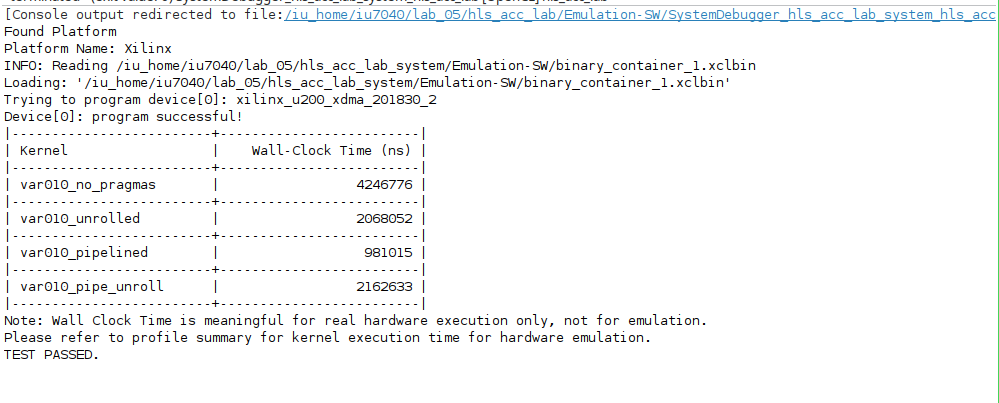 [Console output redirected to file:/iu_home/iu7040/lab_05/hls_acc_lab/Emulation-SW/SystemDebugger_hls_acc_lab_system_hls_acc
Found Platform
Platform Name: Xilinx
INFO: Reading /iu_home/iu7040/lab_05/hls_acc_lab_system/Emulation-SW/binary_container_1.xclbin
Loading: '/iu_home/iu7040/lab_05/hls_acc_lab_system/Emulation-SW/binary_container_1.xclbin'
Trying to program device[0]: xilinx_u200_xdma_201830_2
Device[0]: program successful!
|-------------------------+-------------------------|
| Kernel                  |    Wall-Clock Time (ns) |
|-------------------------+-------------------------|
| var010_no_pragmas       |                 4246776 |
|-------------------------+-------------------------|
| var010_unrolled         |                 2068052 |
|-------------------------+-------------------------|
| var010_pipelined        |                  981015 |
|-------------------------+-------------------------|
| var010_pipe_unroll      |                 2162633 |
|-------------------------+-------------------------|
Note: Wall Clock Time is meaningful for real hardware execution only, not for emulation.
Please refer to profile summary for kernel execution time for hardware emulation.
TEST PASSED.